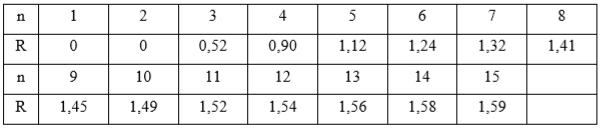 n 1 2 3 4 5 6 7 8
R 0 0 0,52 0,90 1,12 1,24 1,32 1,41
n 9 10 11 12 13 14 15
R 1,45 1,49 1,52 1,54 1,56 1,58 1,59